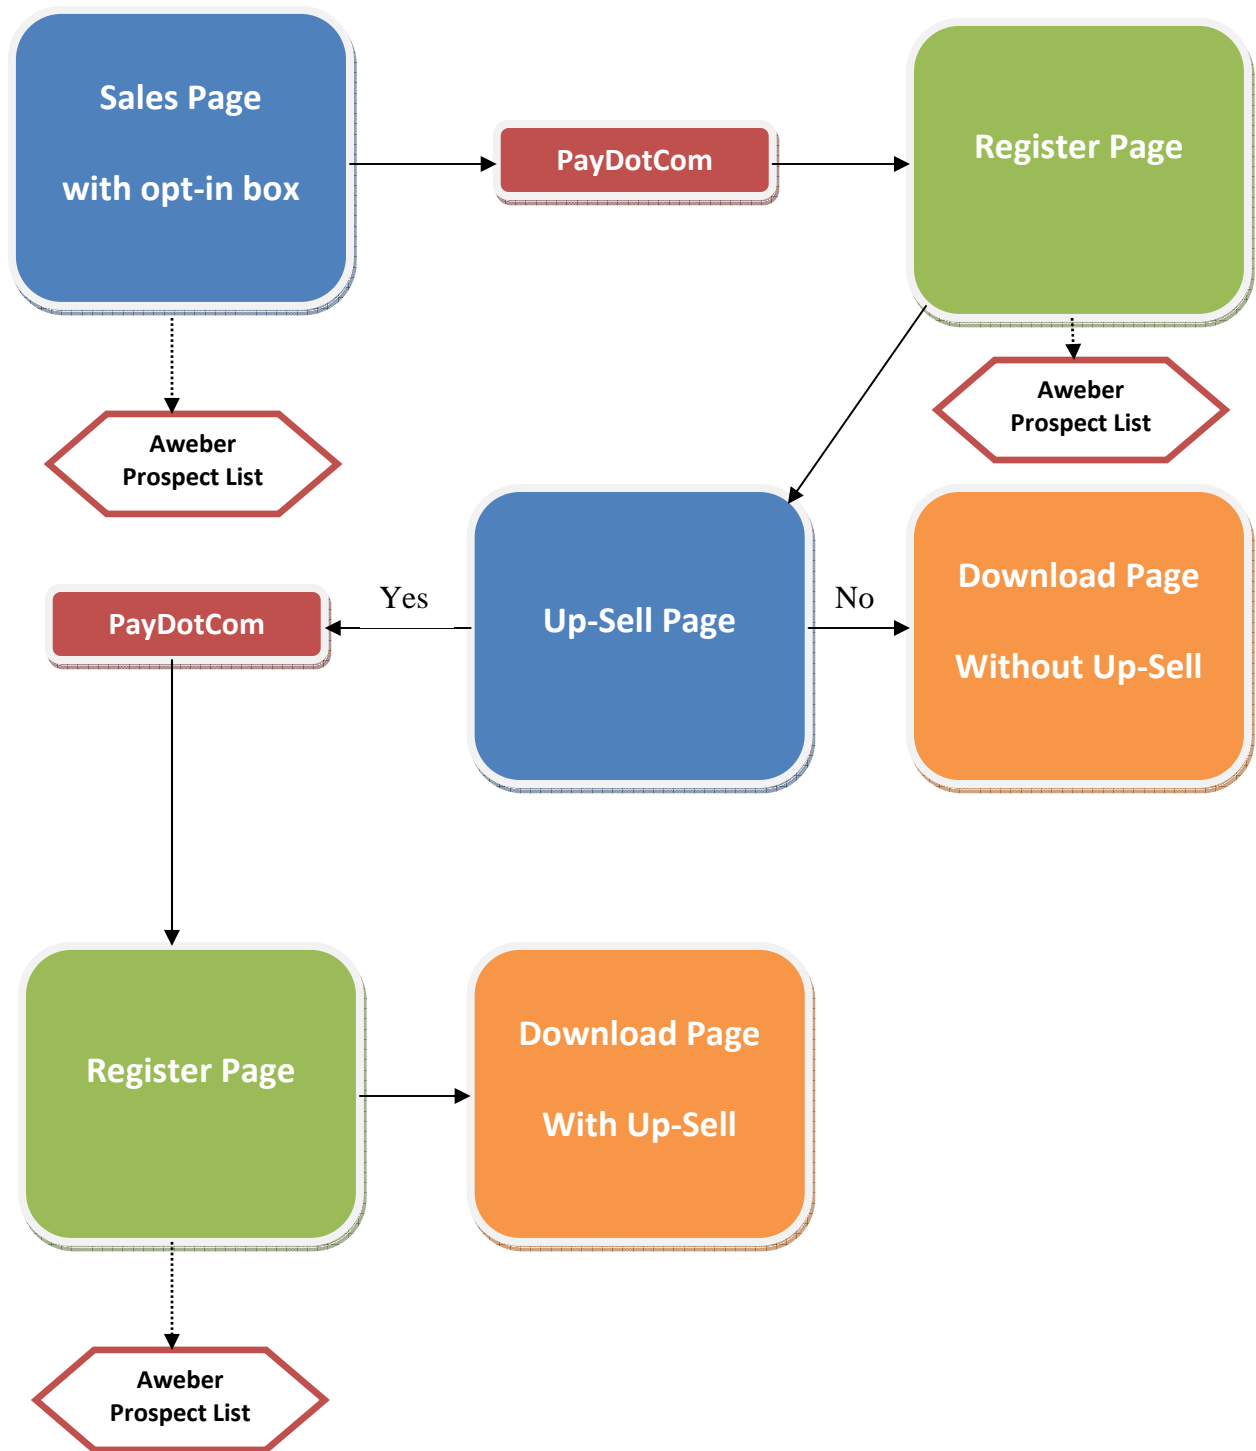 Sales Page
with opt-in box
PayDotCom
Register Page
Aweber
Prospect List
Aweber
Prospect List
PayDotCom
Yes
Up-Sell Page
No
Download Page
Without Up-Sell
Register Page
Download Page
With Up-Sell
Aweber
Prospect List